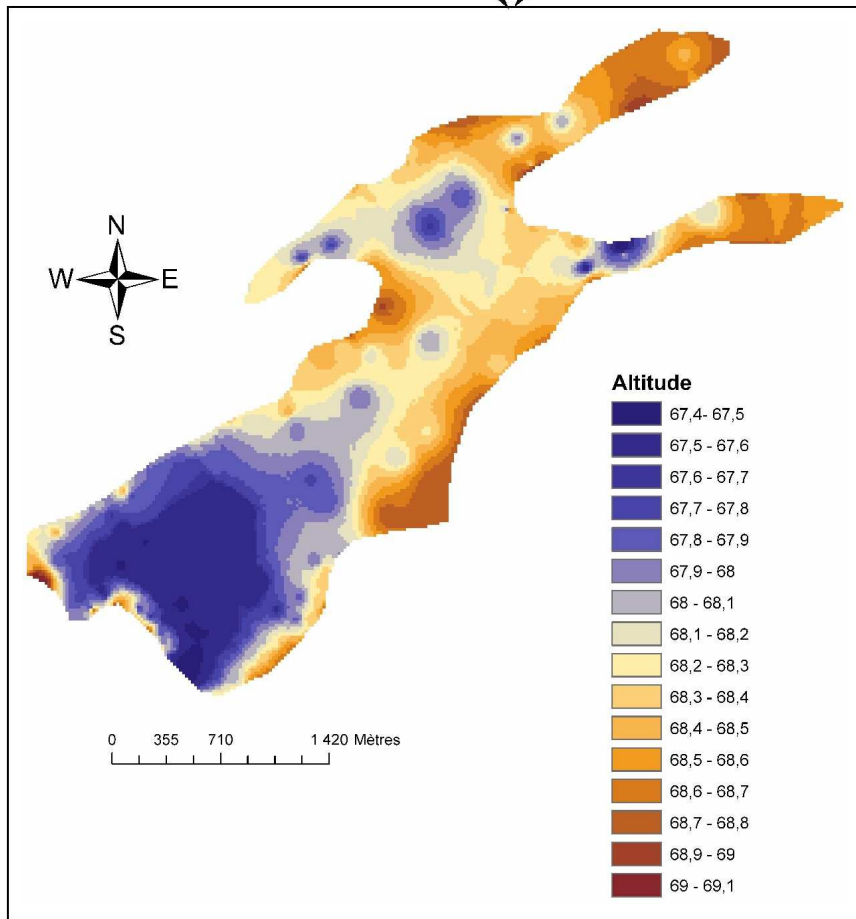 N
W E
S
Altitude
67,4- 67,5
67,5 - 67,6
67,6 - 67,7
67,7 - 67,8
67,8 - 67,9
67,9 - 68
68 - 68,1
68,1 - 68,2
68,2 - 68,3
68,3 - 68,4
68,4 - 68,5
68,5 - 68,6
68,6 - 68,7
68,7 - 68,8
68,9 - 69
69 - 69,1
0 355 710 1 420 Mètres